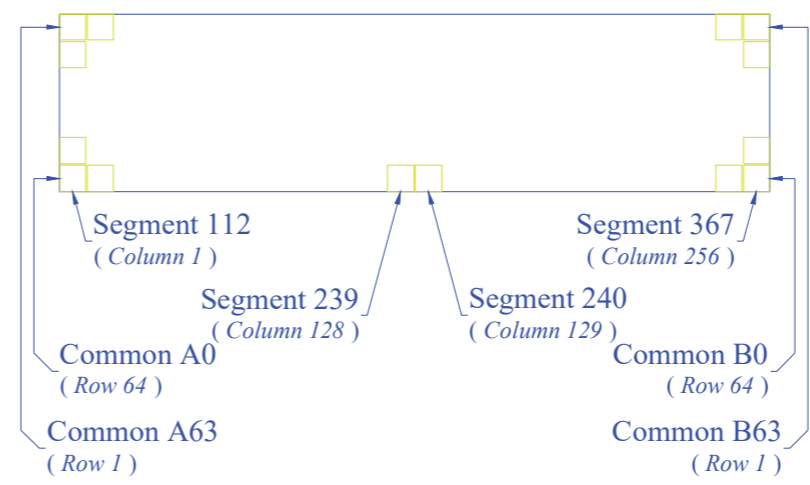 Segment 112
( Column 1 )
Segment 367
( Column 256 )
Segment 239
( Column 128 )
Segment 240
( Column 129 )
Common A0
( Row 64 )
Common B0
( Row 64 )
Common A63
( Row 1 )
Common B63
( Row 1 )